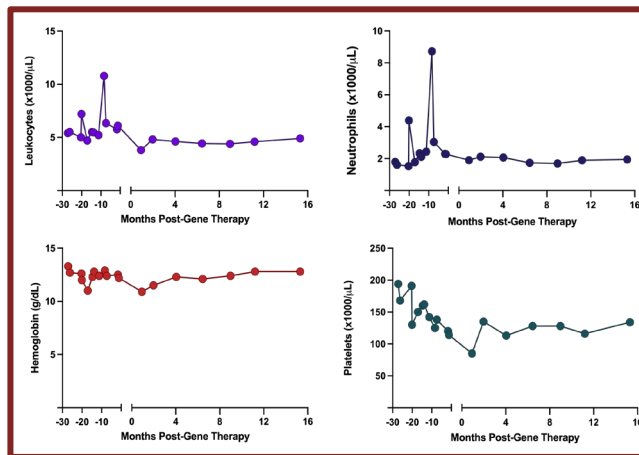 Leukocytes (x1000/µL)
15
10
5
0
-30 -20 -10 0 4 8 12 16
Months Post-Gene Therapy
Neutrophils (x1000/µL)
10
8
6
4
2
-30 -20 -10 0 4 8 12 16
Months Post-Gene Therapy
Hemoglobin (g/dL)
15
10
5
-30 -20 -10 0 4 8 12 16
Months Post-Gene Therapy
Platelets (x1000/µL)
250
200
150
100
50
-30 -20 -10 0 4 8 12 16
Months Post-Gene Therapy